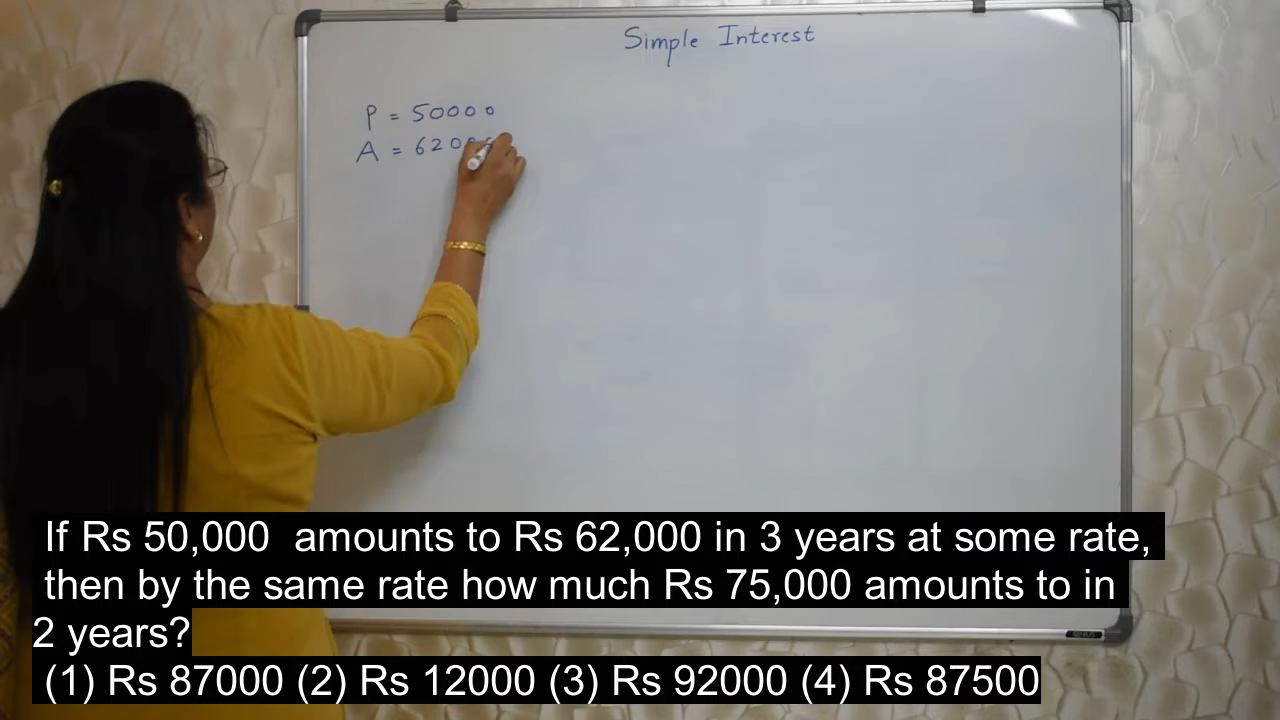 Simple Interest
P = 50000
A = 620
If Rs 50,000 amounts to Rs 62,000 in 3 years at some rate,
then by the same rate how much Rs 75,000 amounts to in
2 years?
(1) Rs 87000 (2) Rs 12000 (3) Rs 92000 (4) Rs 87500